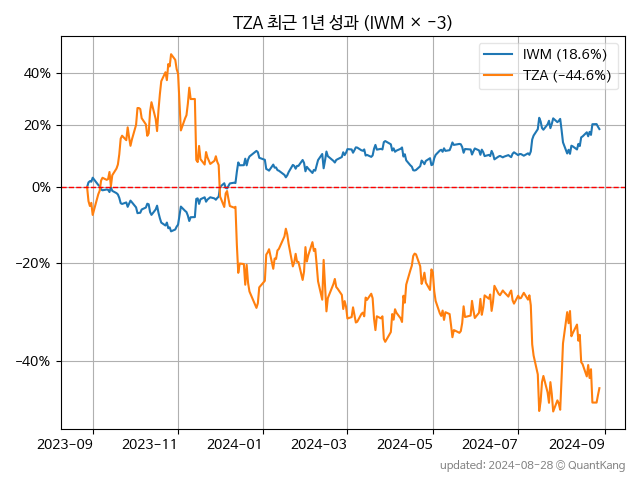 TZA 최근 1년 성과 (IWM × -3)
IWM (18.6%)
TZA (-44.6%)
40%
20%
0%
−20%
−40%
2023-09 2023-11 2024-01 2024-03 2024-05 2024-07 2024-09
updated: 2024-08-28 © QuantKang